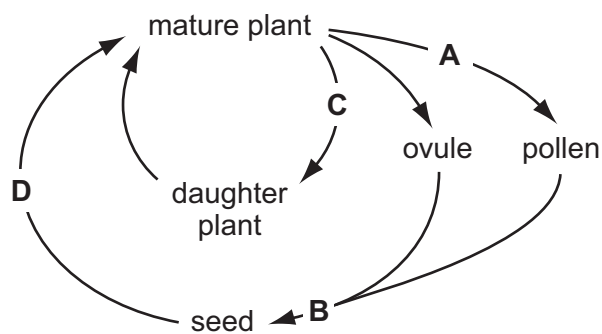 mature plant
A
C
ovule
pollen
D
daughter
plant
B
seed